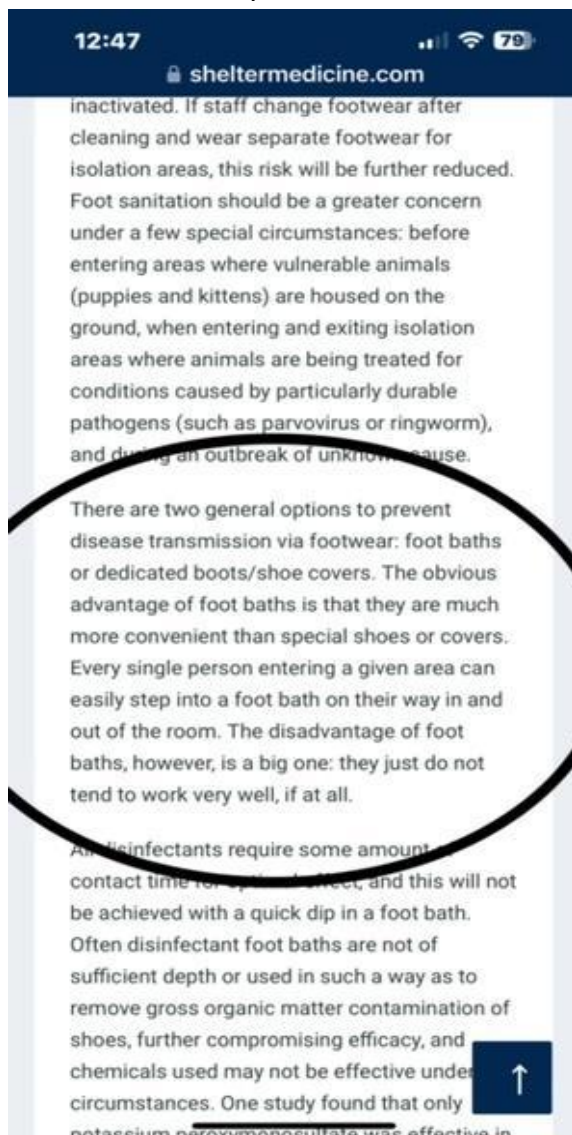 12:47
79
sheltermedicine.com
inactivated. If staff change footwear after
cleaning and wear separate footwear for
isolation areas, this risk will be further reduced.
Foot sanitation should be a greater concern
under a few special circumstances: before
entering areas where vulnerable animals
(puppies and kittens) are housed on the
ground, when entering and exiting isolation
areas where animals are being treated for
conditions caused by particularly durable
pathogens (such as parvovirus or ringworm),
and during an outbreak of unknown cause.
There are two general options to prevent
disease transmission via footwear: foot baths
or dedicated boots/shoe covers. The obvious
advantage of foot baths is that they are much
more convenient than special shoes or covers.
Every single person entering a given area can
easily step into a foot bath on their way in and
out of the room. The disadvantage of foot
baths, however, is a big one: they just do not
tend to work very well, if at all.
All disinfectants require some amount of
contact time for optimal effect, and this will not
be achieved with a quick dip in a foot bath.
Often disinfectant foot baths are not of
sufficient depth or used in such a way as to
remove gross organic matter contamination of
shoes, further compromising efficacy, and
chemicals used may not be effective under
circumstances. One study found that only
potassium peroxymonosulfate was effective in